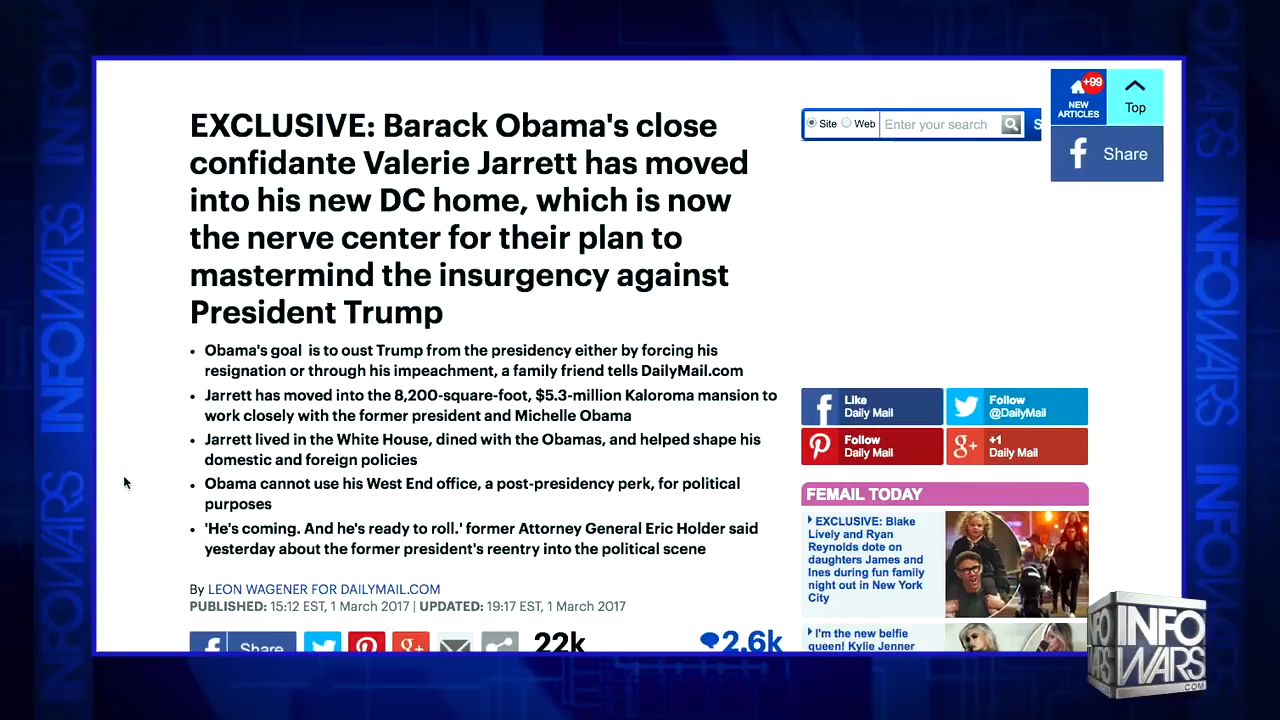 EXCLUSIVE: Barack Obama's close
confidante Valerie Jarrett has moved
into his new DC home, which is now
the nerve center for their plan to
mastermind the insurgency against
President Trump
• Obama's goal is to oust Trump from the presidency either by forcing his
resignation or through his impeachment, a family friend tells DailyMail.com
• Jarrett has moved into the 8,200-square-foot, $5.3-million Kaloroma mansion to
work closely with the former president and Michelle Obama
• Jarrett lived in the White House, dined with the Obamas, and helped shape his
domestic and foreign policies
• Obama cannot use his West End office, a post-presidency perk, for political
purposes
• 'He's coming. And he's ready to roll.' former Attorney General Eric Holder said
yesterday about the former president's reentry into the political scene
By LEON WAGENER FOR DAILYMAIL.COM
PUBLISHED: 15:12 EST, 1 March 2017 | UPDATED: 19:17 EST, 1 March 2017
Share
22k
2.6k
Site Web Enter your search S
+99
NEW
ARTICLES
Top
Share
Like
Daily Mail
Follow
@DailyMail
Follow
Daily Mail
+1
Daily Mail
FEMAIL TODAY
EXCLUSIVE: Blake
Lively and Ryan
Reynolds dote on
daughters James and
Ines during fun family
night out in New York
City
I'm the new belfie
queen! Kylie Jenner
INFOWARS
INFOWARS
INFOWARS
INFOWARS
INFO
WARS
.COM